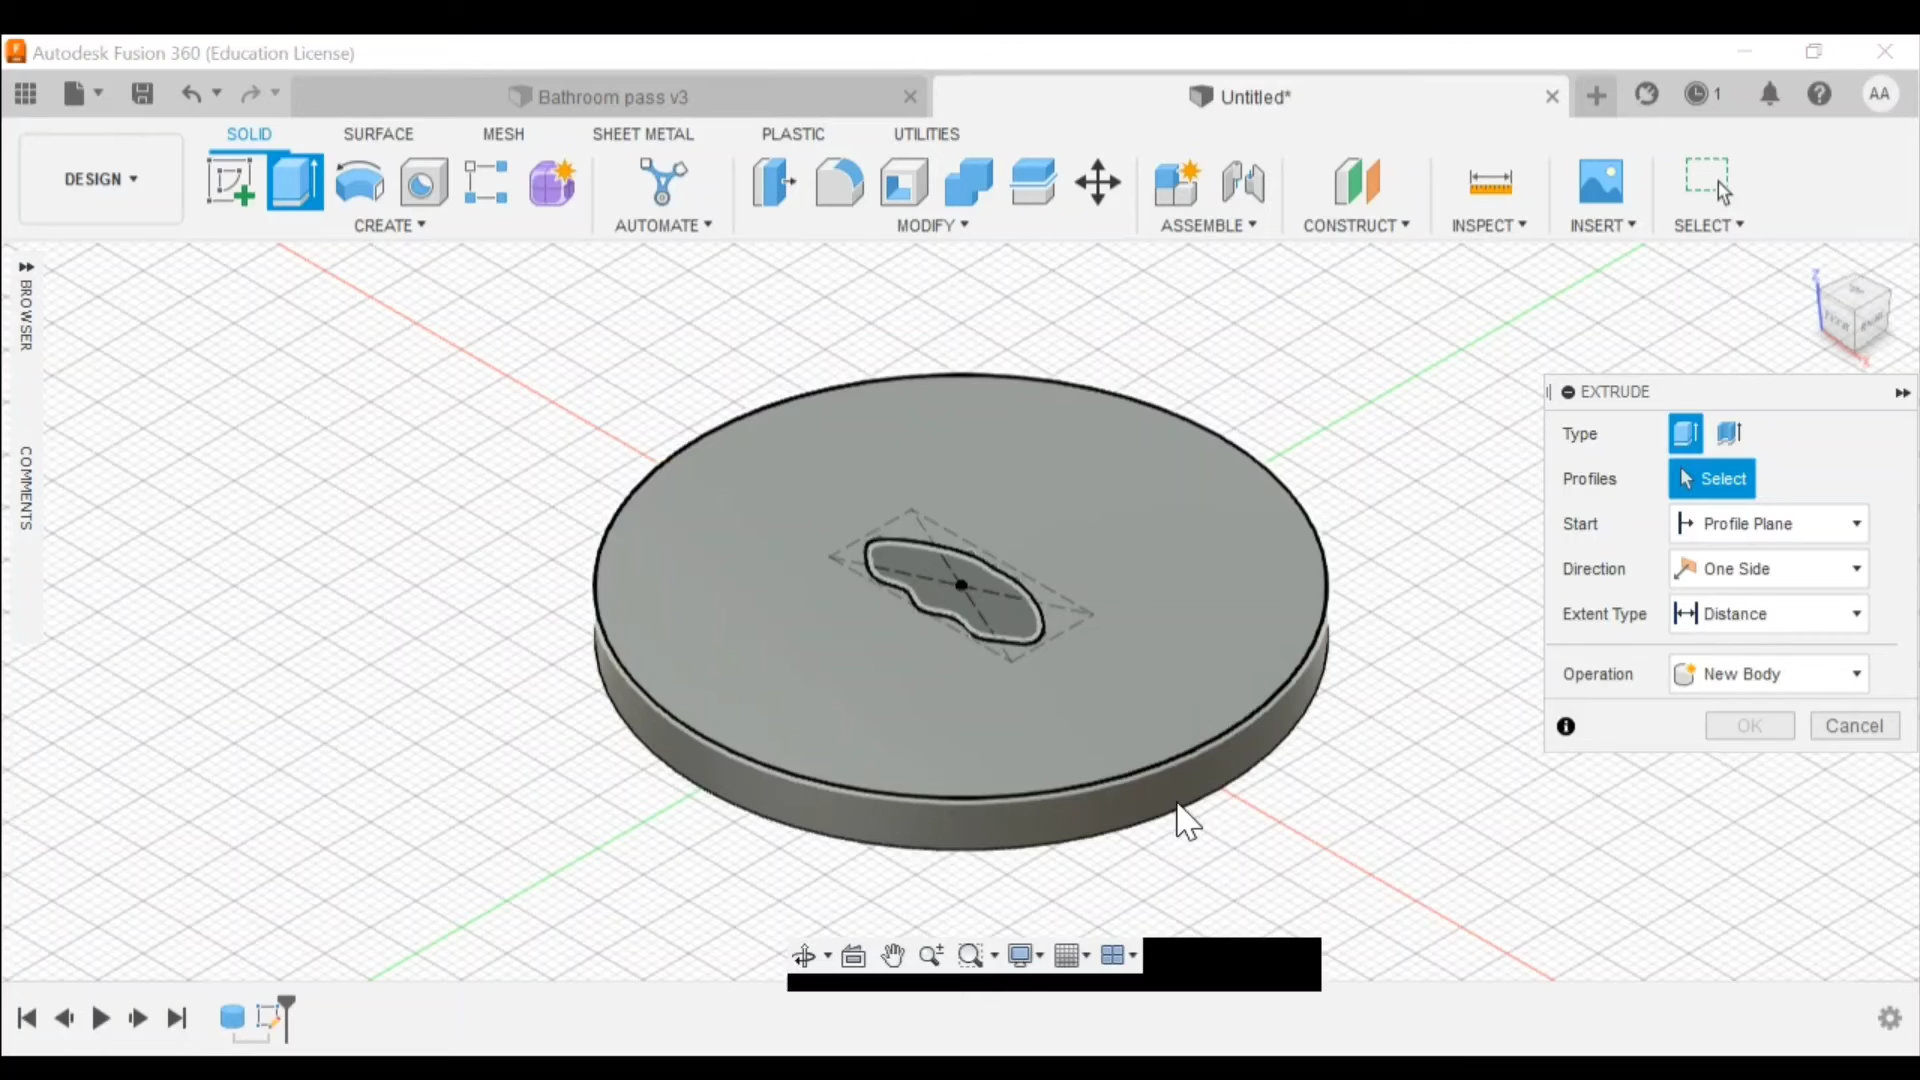 Autodesk Fusion 360 (Education License)
Bathroom pass v3
Untitled*
1
AA
DESIGN
SOLID
SURFACE
MESH
SHEET METAL
PLASTIC
UTILITIES
CREATE
AUTOMATE
MODIFY
ASSEMBLE
CONSTRUCT
INSPECT
INSERT
SELECT
BROWSER
COMMENTS
Z
X
EXTRUDE
Type
Profiles Select
Start Profile Plane
Direction One Side
Extent Type Distance
Operation New Body
OK Cancel